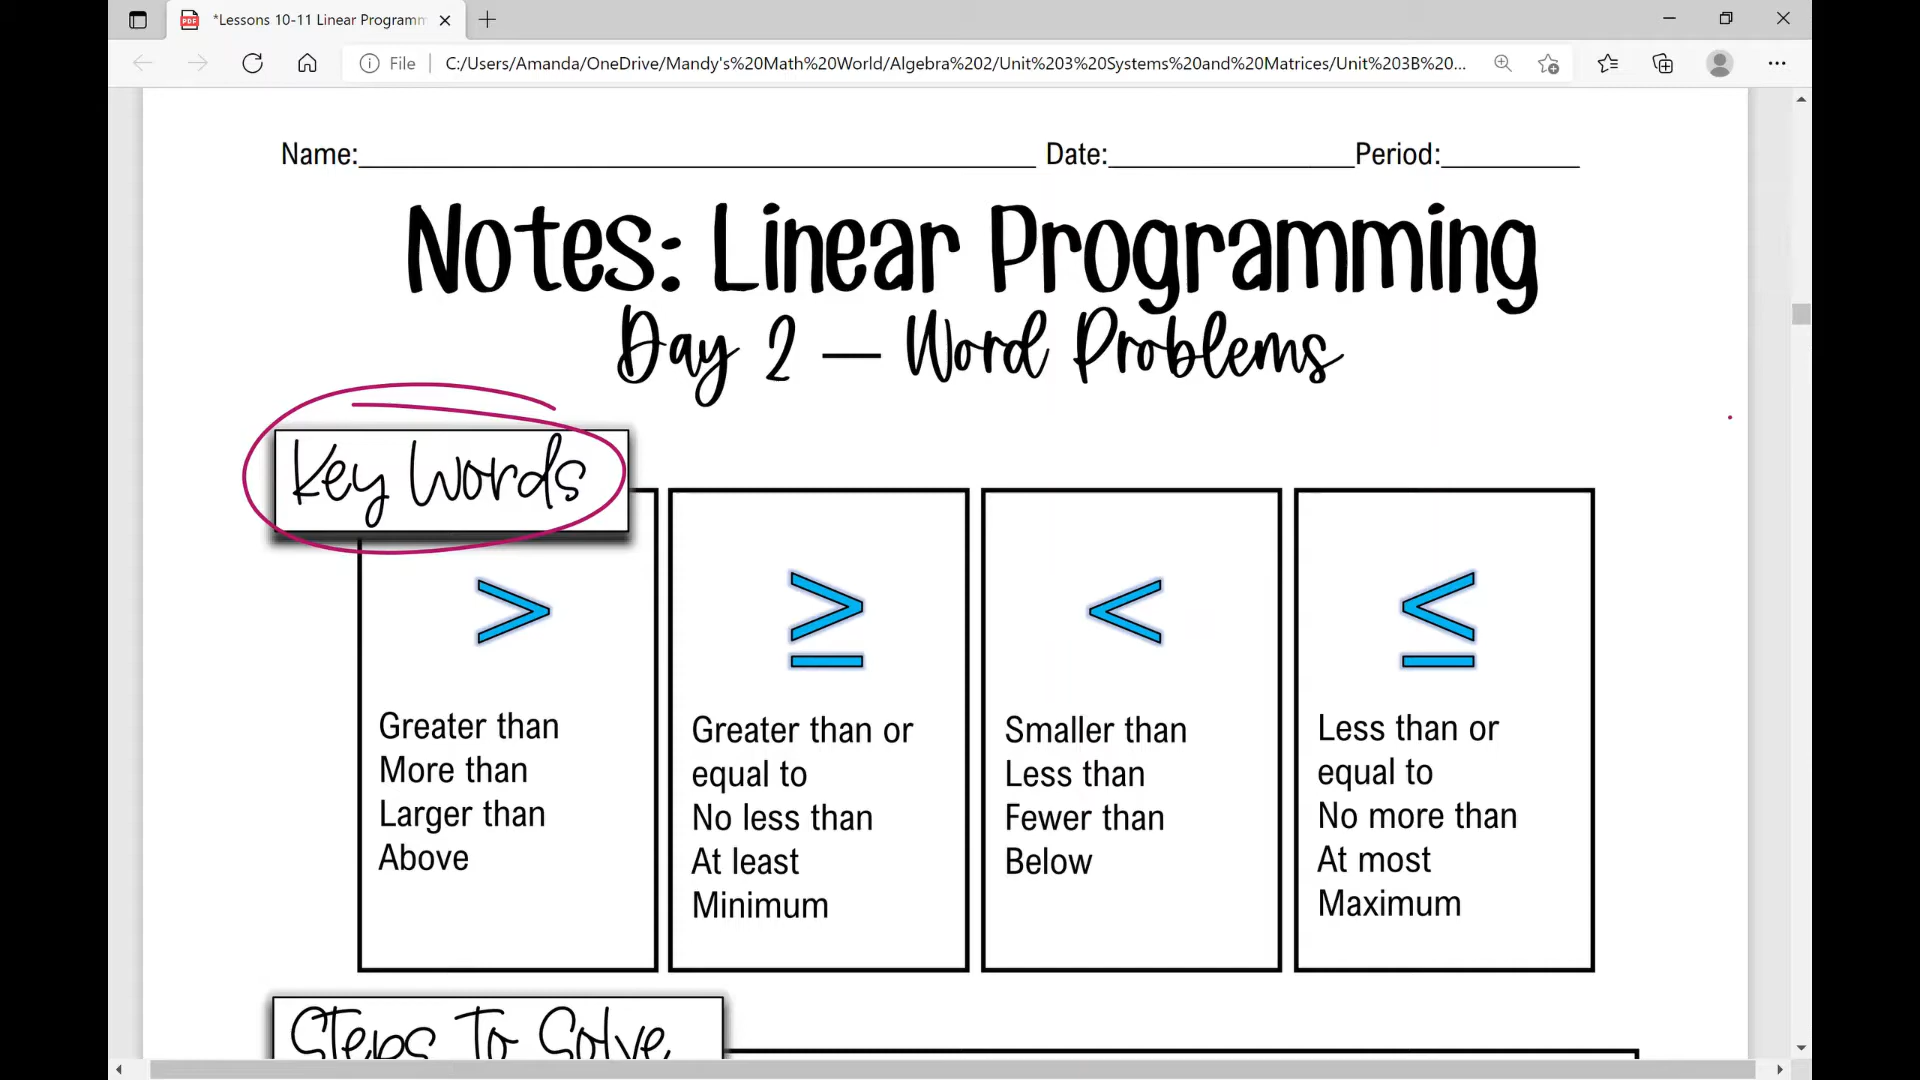 *Lessons 10-11 Linear Programm
File
C:/Users/Amanda/OneDrive/Mandy's%20Math%20World/Algebra%202/Unit%203%20Systems%20and%20Matrices/Unit%203B%20...
Name: Date: Period:
Notes: Linear Programming
Day 2 — Word Problems
Key Words
>
Greater than
More than
Larger than
Above
≥
Greater than or
equal to
No less than
At least
Minimum
<
Smaller than
Less than
Fewer than
Below
≤
Less than or
equal to
No more than
At most
Maximum
Steps To Solve